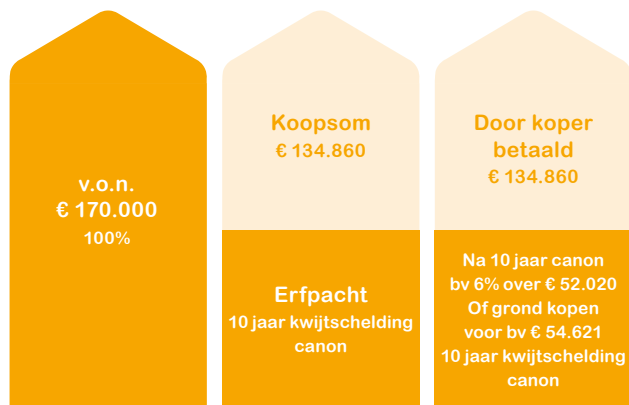 v.o.n.
€ 170.000
100%
Koopsom
€ 134.860
Erfpacht
10 jaar kwijtschelding
canon
Door koper
betaald
€ 134.860
Na 10 jaar canon
bv 6% over € 52.020
Of grond kopen
voor bv € 54.621
10 jaar kwijtschelding
canon